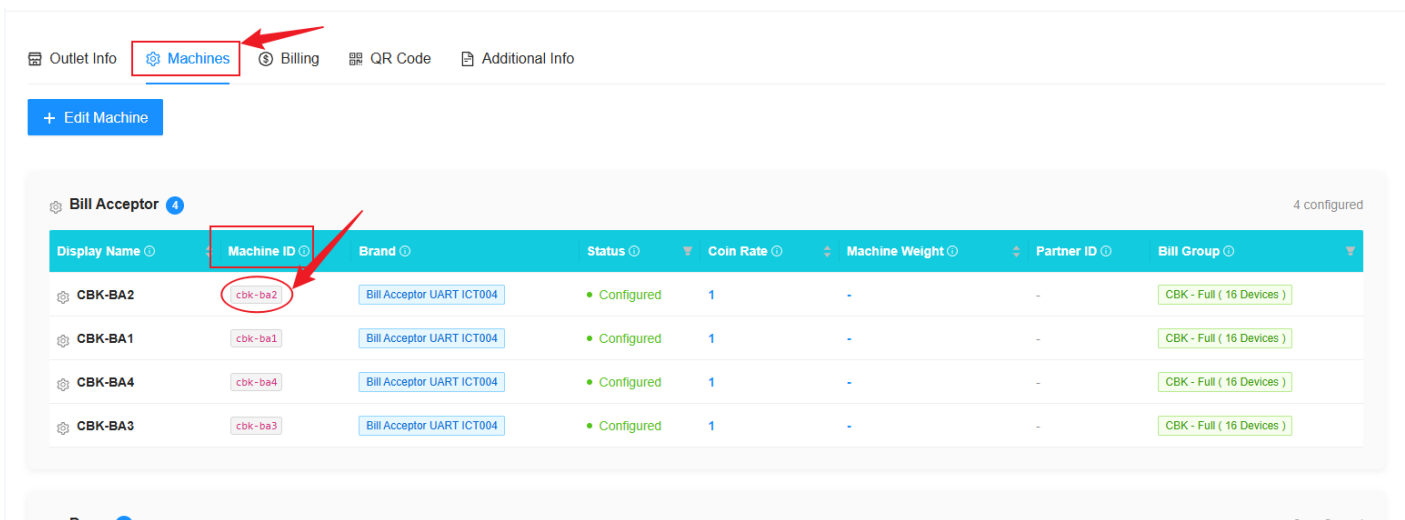 Outlet Info Machines Billing QR Code Additional Info
+ Edit Machine
Bill Acceptor 4 4 configured
Display Name Machine ID Brand Status Coin Rate Machine Weight Partner ID Bill Group
CBK-BA2 cbk-ba2 Bill Acceptor UART ICT004 Configured 1 - - CBK - Full ( 16 Devices )
CBK-BA1 cbk-ba1 Bill Acceptor UART ICT004 Configured 1 - - CBK - Full ( 16 Devices )
CBK-BA4 cbk-ba4 Bill Acceptor UART ICT004 Configured 1 - - CBK - Full ( 16 Devices )
CBK-BA3 cbk-ba3 Bill Acceptor UART ICT004 Configured 1 - - CBK - Full ( 16 Devices )